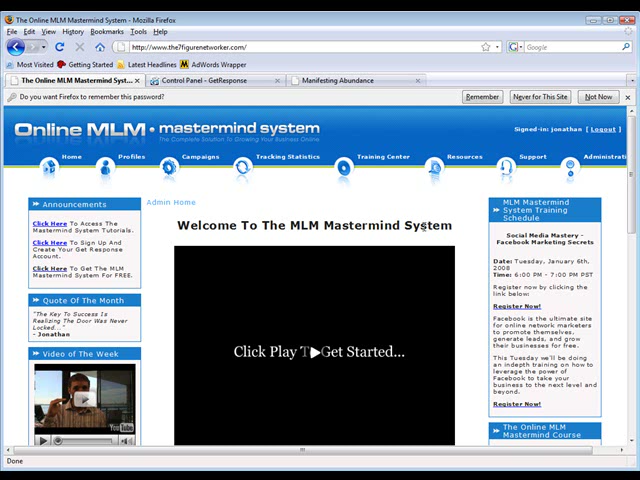 The Online MLM Mastermind System - Mozilla Firefox
File Edit View History Bookmarks Tools Help
http://www.the7figurenetworker.com/
Google
Most Visited Getting Started Latest Headlines AdWords Wrapper
The Online MLM Mastermind Syst...
Control Panel - GetResponse
Manifesting Abundance
Do you want Firefox to remember this password?
Remember
Never for This Site
Not Now
Online MLM • mastermind system
The Complete Solution To Growing Your Business Online
Signed-in: jonathan [ Logout ]
Home Profiles Campaigns Tracking Statistics Training Center Resources Support Administrati
Announcements
Click Here To Access The
Mastermind System Tutorials.
Click Here To Sign Up And
Create Your Get Response
Account.
Click Here To Get The MLM
Mastermind System For FREE.
Quote Of The Month
"The Key To Success Is
Realizing The Door Was Never
Locked..."
- Jonathan
Video of The Week
YouTube
Admin Home
Welcome To The MLM Mastermind System
Click Play To Get Started...
MLM Mastermind
System Training
Schedule
Social Media Mastery -
Facebook Marketing Secrets
Date: Tuesday, January 6th,
2008
Time: 6:00 PM - 7:00 PM PST
Register now by clicking the
link below:
Register Now!
Facebook is the ultimate site
for online network marketers
to promote themselves,
generate leads, and grow
their businesses for free.
This Tuesday we'll be doing
an indepth training on how to
leverage the power of
Facebook to take your
business to the next level and
beyond.
Register Now!
The Online MLM
Mastermind Course
Done